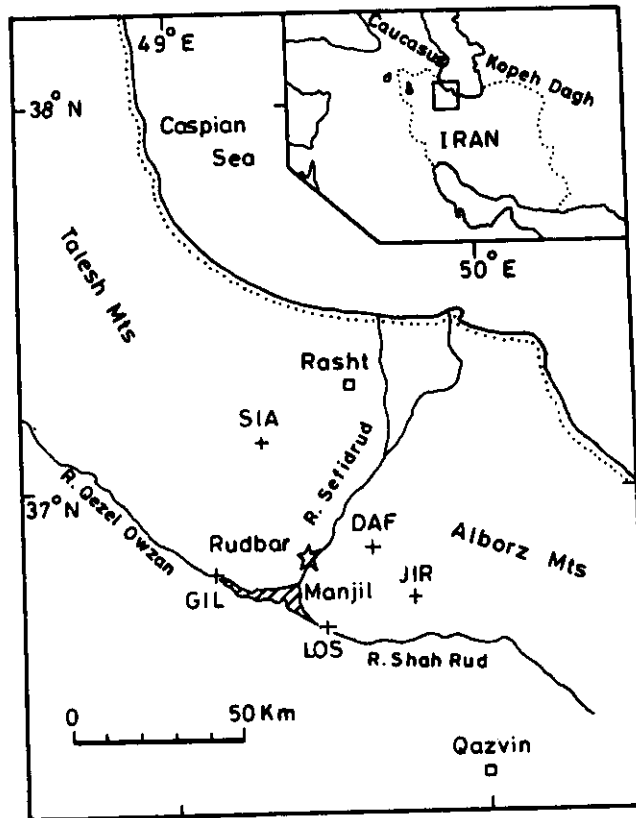 49° E
Caucasus
Kopeh Dagh
38° N
Caspian
Sea
IRAN
50°
E
Talesh Mts
Rasht
SIA
R. Sefidrud
37° N
R. Qezel Owzan
DAF
Rudbar
Alborz Mts
JIR
Manjil
GIL
LOS
R. Shah Rud
0
50 Km
Qazvin